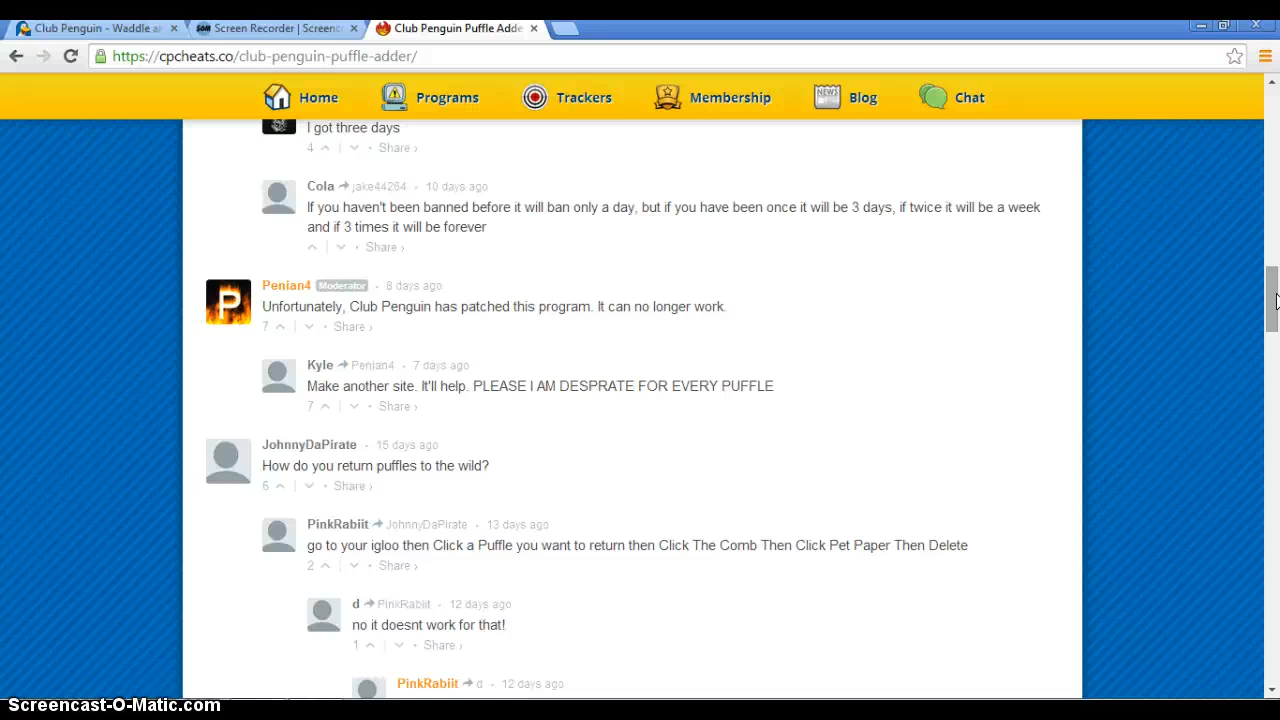 Club Penguin - Waddle a
Screen Recorder | Screenc
Club Penguin Puffle Adde
https://cpcheats.co/club-penguin-puffle-adder/
Home Programs Trackers Membership Blog Chat
I got three days
4 Share ›
Cola jake44264 • 10 days ago
If you haven't been banned before it will ban only a day, but if you have been once it will be 3 days, if twice it will be a week
and if 3 times it will be forever
• Share ›
Penian4 Moderator • 8 days ago
Unfortunately, Club Penguin has patched this program. It can no longer work.
7 • Share ›
Kyle Penian4 • 7 days ago
Make another site. It'll help. PLEASE I AM DESPRATE FOR EVERY PUFFLE
7 • Share ›
JohnnyDaPirate • 15 days ago
How do you return puffles to the wild?
6 • Share ›
PinkRabiit JohnnyDaPirate • 13 days ago
go to your igloo then Click a Puffle you want to return then Click The Comb Then Click Pet Paper Then Delete
2 • Share ›
d PinkRabiit • 12 days ago
no it doesnt work for that!
1 • Share ›
PinkRabiit d • 12 days ago
Screencast-O-Matic.com